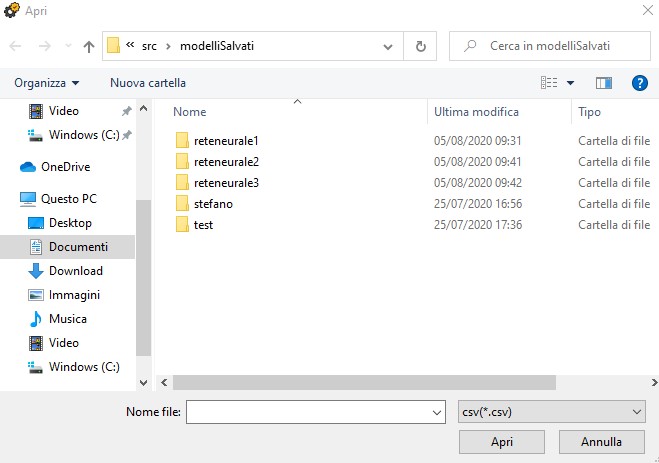 Apri
« src › modelliSalvati
Cerca in modelliSalvati
Organizza
Nuova cartella
?
Video
Windows (C:)
OneDrive
Questo PC
Desktop
Documenti
Download
Immagini
Musica
Video
Windows (C:)
Nome Ultima modifica Tipo
reteneurale1 05/08/2020 09:31 Cartella di file
reteneurale2 05/08/2020 09:41 Cartella di file
reteneurale3 05/08/2020 09:42 Cartella di file
stefano 25/07/2020 16:56 Cartella di file
test 25/07/2020 17:36 Cartella di file
Nome file:
csv(*.csv)
Apri
Annulla